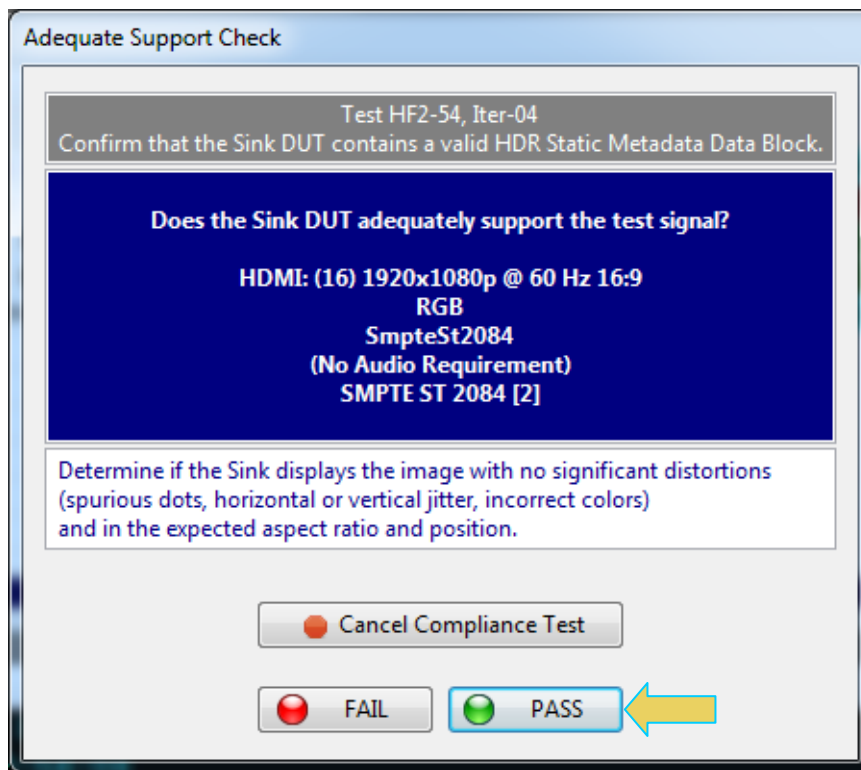 Adequate Support Check
Test HF2-54, Iter-04
Confirm that the Sink DUT contains a valid HDR Static Metadata Data Block.
Does the Sink DUT adequately support the test signal?
HDMI: (16) 1920x1080p @ 60 Hz 16:9
RGB
SmpteSt2084
(No Audio Requirement)
SMPTE ST 2084 [2]
Determine if the Sink displays the image with no significant distortions
(spurious dots, horizontal or vertical jitter, incorrect colors)
and in the expected aspect ratio and position.
Cancel Compliance Test
FAIL PASS